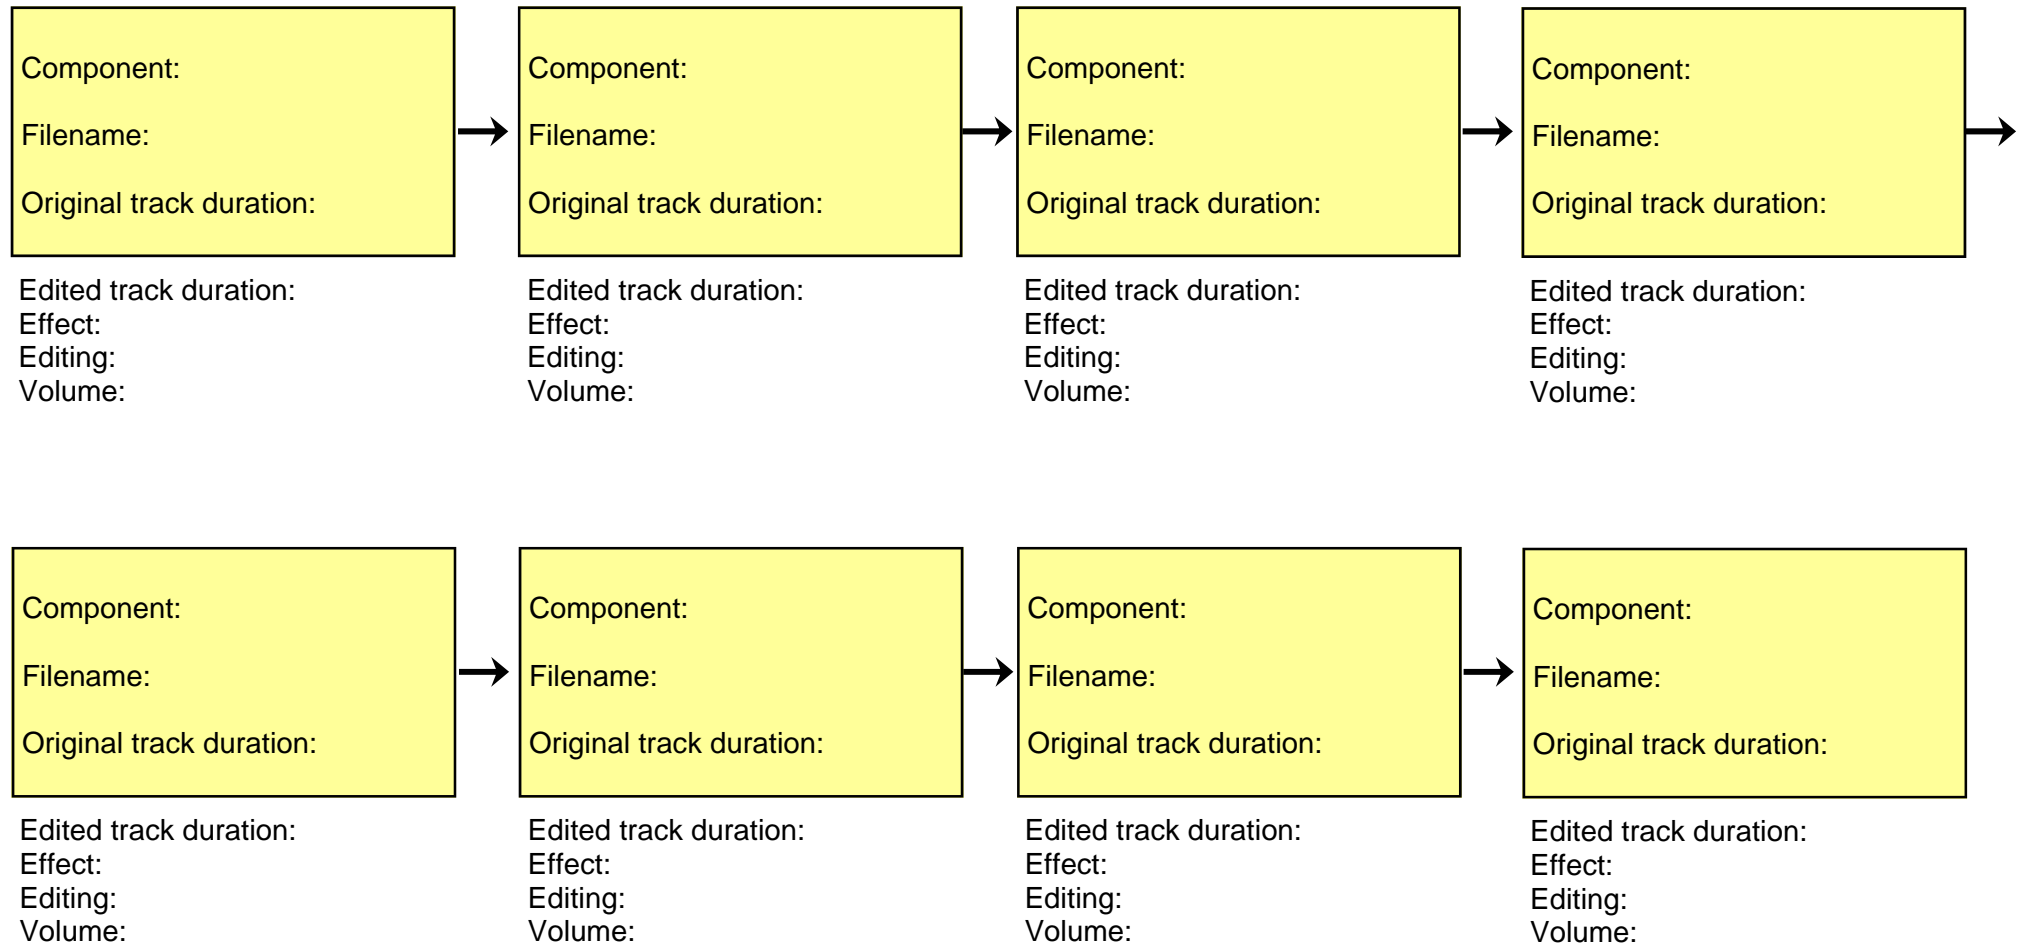 Component:
Filename:
Original track duration:
Edited track duration:
Effect:
Editing:
Volume:
Component:
Filename:
Original track duration:
Edited track duration:
Effect:
Editing:
Volume:
Component:
Filename:
Original track duration:
Edited track duration:
Effect:
Editing:
Volume:
Component:
Filename:
Original track duration:
Edited track duration:
Effect:
Editing:
Volume:
Component:
Filename:
Original track duration:
Edited track duration:
Effect:
Editing:
Volume:
Component:
Filename:
Original track duration:
Edited track duration:
Effect:
Editing:
Volume:
Component:
Filename:
Original track duration:
Edited track duration:
Effect:
Editing:
Volume:
Component:
Filename:
Original track duration:
Edited track duration:
Effect:
Editing:
Volume: